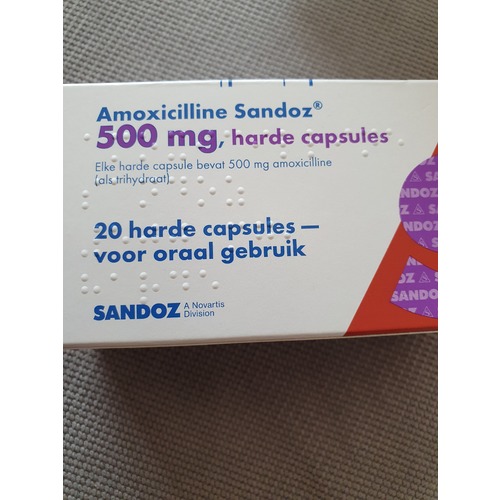 Amoxicilline Sandoz®
500 mg, harde capsules
Elke harde capsule bevat 500 mg amoxicilline
(als trihydraat)
20 harde capsules –
voor oraal gebruik
SANDOZ A Novartis
Division
SANDOZ